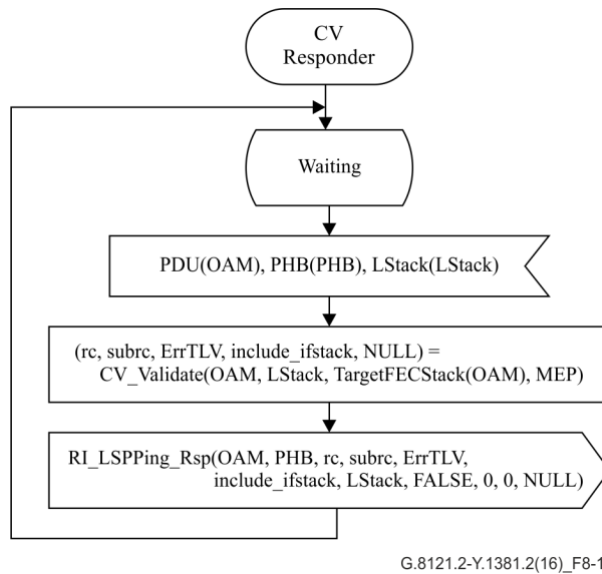 CV
Responder
Waiting
PDU(OAM), PHB(PHB), LStack(LStack)
(rc, subrc, ErrTLV, include_ifstack, NULL) =
CV_Validate(OAM, LStack, TargetFECStack(OAM), MEP)
RI_LSPPing_Rsp(OAM, PHB, rc, subrc, ErrTLV,
include_ifstack, LStack, FALSE, 0, 0, NULL)
G.8121.2-Y.1381.2(16)_F8-1